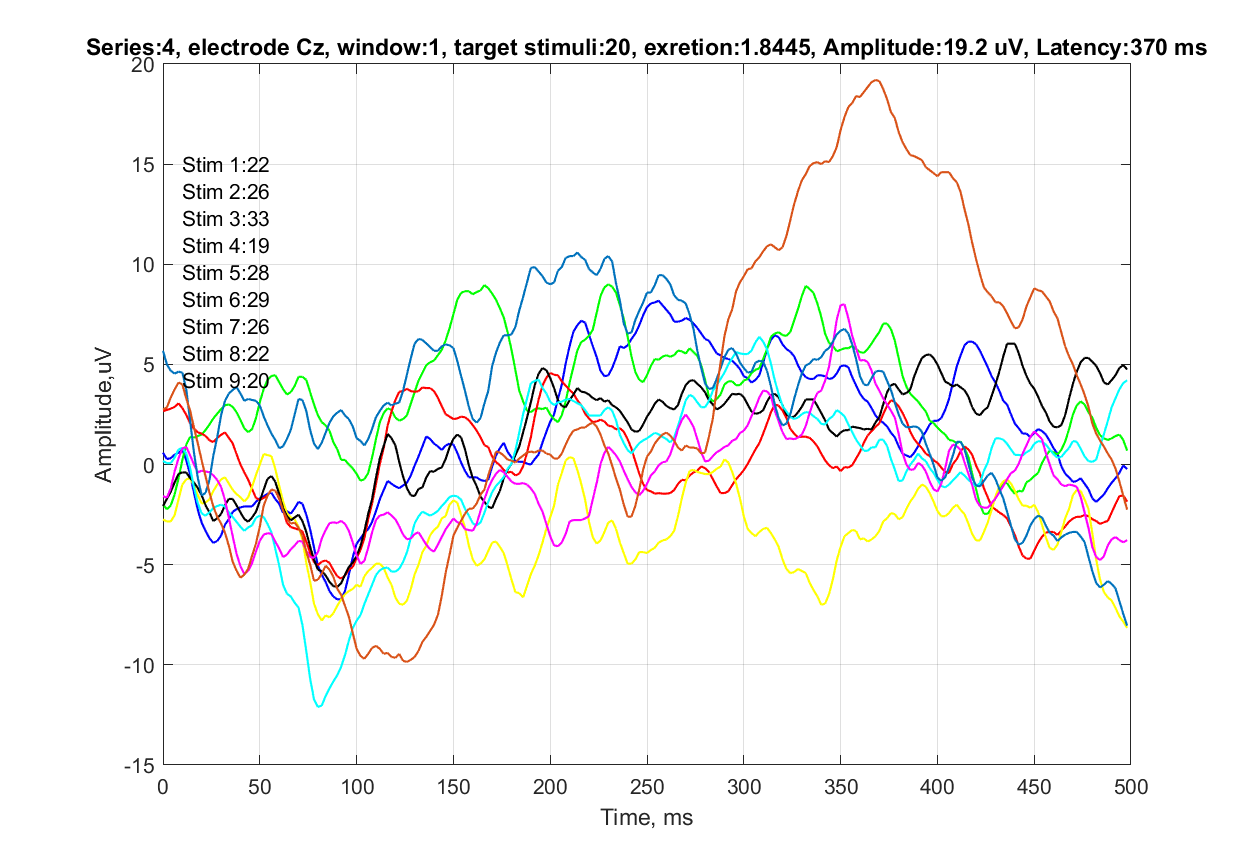 Series:4, electrode Cz, window:1, target stimuli:20, exretion:1.8445, Amplitude:19.2 uV, Latency:370 ms
20
15
10
5
0
-5
-10
-15
Amplitude,uV
Stim 1:22
Stim 2:26
Stim 3:33
Stim 4:19
Stim 5:28
Stim 6:29
Stim 7:26
Stim 8:22
Stim 9:20
0 50 100 150 200 250 300 350 400 450 500
Time, ms